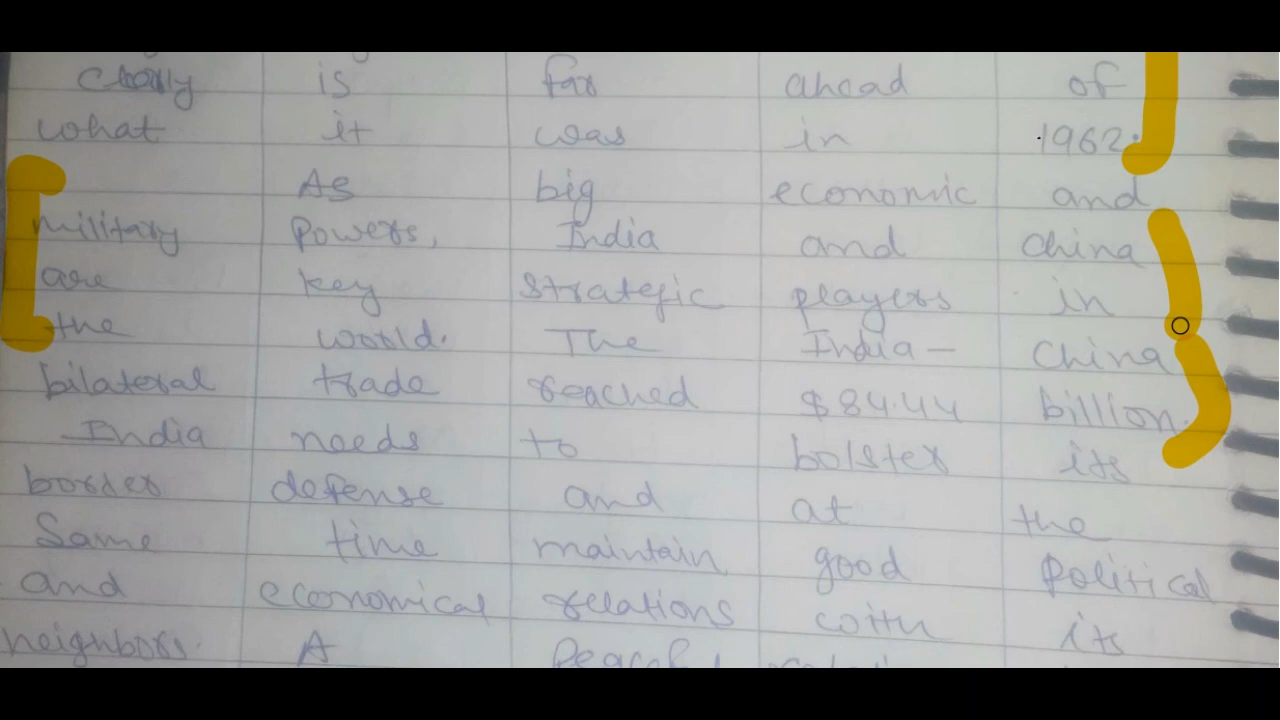 is far ahead of
what it was in 1962.
As big economic and
military Powers, India and China
are key strategic players in
the world. The India-China
bilateral trade reached $84.44 billion.
India needs to bolster its
border defense and at the
Same time maintain good Political
and economical relations with its
neighbors. A